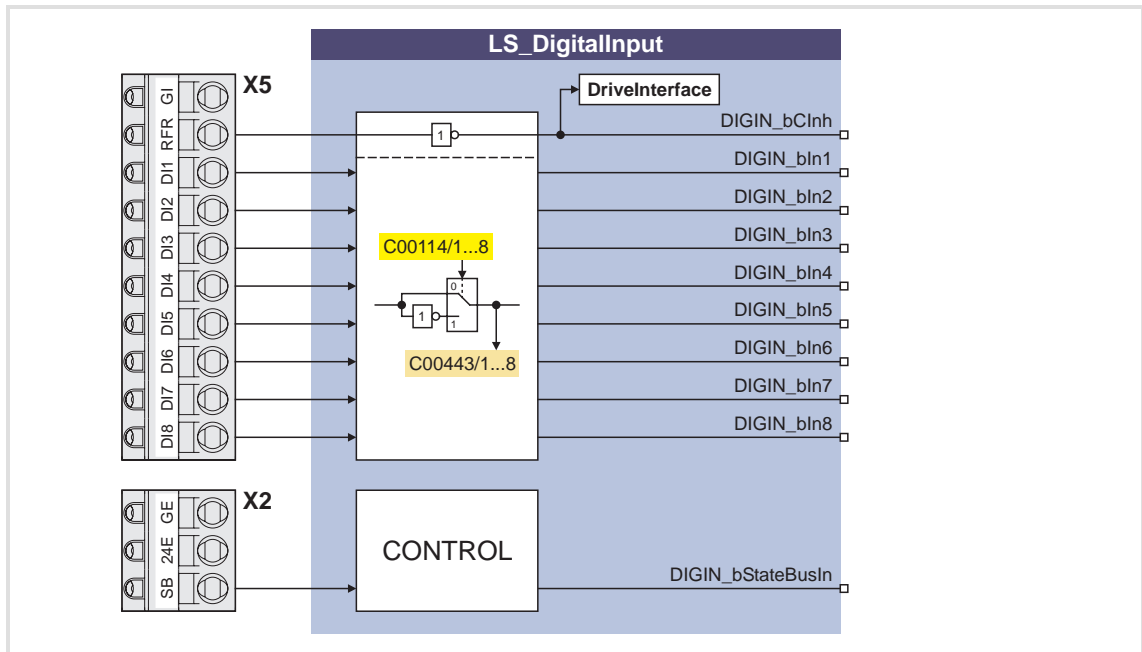 LS_DigitalInput
X5
GI
RFR
DI1
DI2
DI3
DI4
DI5
DI6
DI7
DI8
1
DriveInterface
DIGIN_bCInh
DIGIN_bIn1
DIGIN_bIn2
DIGIN_bIn3
DIGIN_bIn4
DIGIN_bIn5
DIGIN_bIn6
DIGIN_bIn7
DIGIN_bIn8
C00114/1...8
0
1
1
C00443/1...8
X2
GE
24E
SB
CONTROL
DIGIN_bStateBusIn